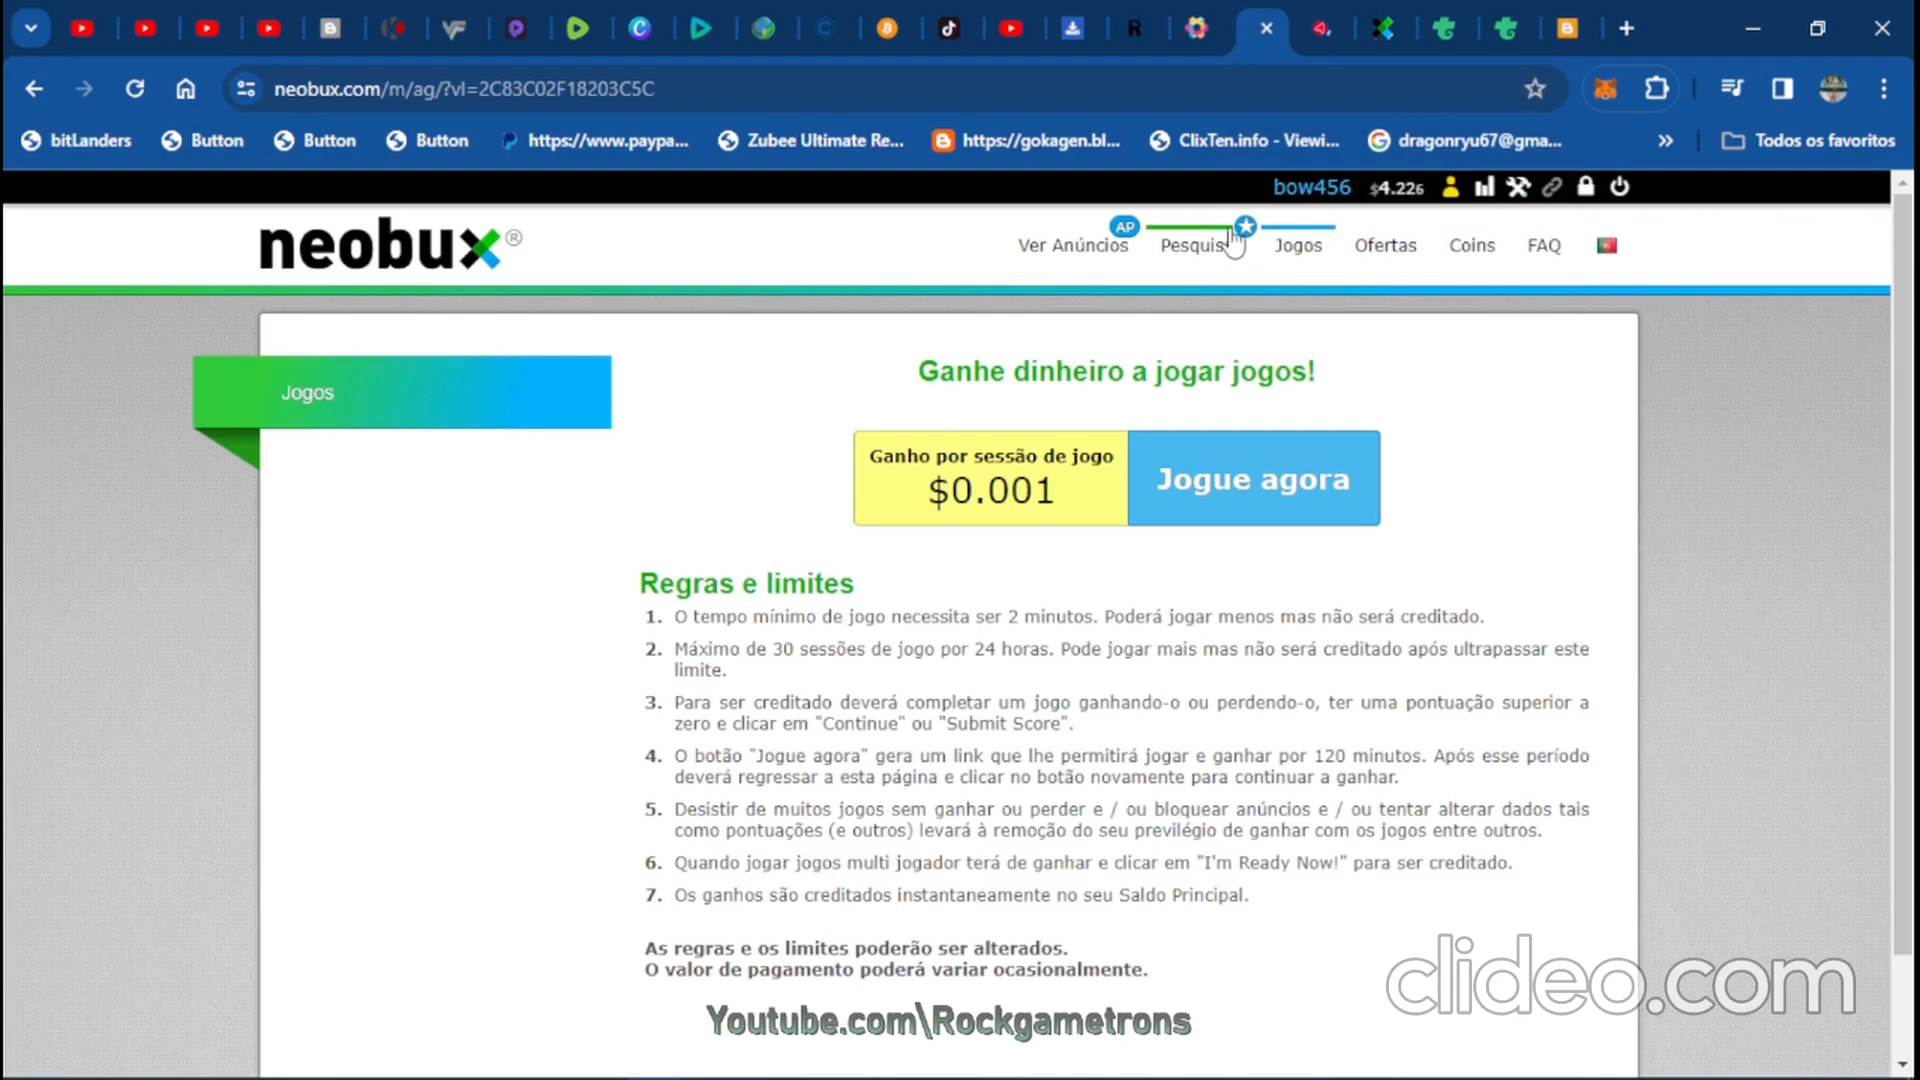 neobux.com/m/ag/?vl=2C83C02F18203C5C
bitLanders
Button
Button
Button
https://www.paypa...
Zubee Ultimate Re...
https://gokagen.bl...
ClixTen.info - Viewi...
dragonryu67@gma...
Todos os favoritos
bow456 $4.226
neobux®
AP
Ver Anúncios
Pesquis
Jogos
Ofertas
Coins
FAQ
Jogos
Ganhe dinheiro a jogar jogos!
Ganho por sessão de jogo
$0.001
Jogue agora
Regras e limites
1. O tempo mínimo de jogo necessita ser 2 minutos. Poderá jogar menos mas não será creditado.
2. Máximo de 30 sessões de jogo por 24 horas. Pode jogar mais mas não será creditado após ultrapassar este
limite.
3. Para ser creditado deverá completar um jogo ganhando-o ou perdendo-o, ter uma pontuação superior a
zero e clicar em "Continue" ou "Submit Score".
4. O botão "Jogue agora" gera um link que lhe permitirá jogar e ganhar por 120 minutos. Após esse período
deverá regressar a esta página e clicar no botão novamente para continuar a ganhar.
5. Desistir de muitos jogos sem ganhar ou perder e / ou bloquear anúncios e / ou tentar alterar dados tais
como pontuações (e outros) levará à remoção do seu previlégio de ganhar com os jogos entre outros.
6. Quando jogar jogos multi jogador terá de ganhar e clicar em "I'm Ready Now!" para ser creditado.
7. Os ganhos são creditados instantaneamente no seu Saldo Principal.
As regras e os limites poderão ser alterados.
O valor de pagamento poderá variar ocasionalmente.
clideo.com
Youtube.com\Rockgametrons